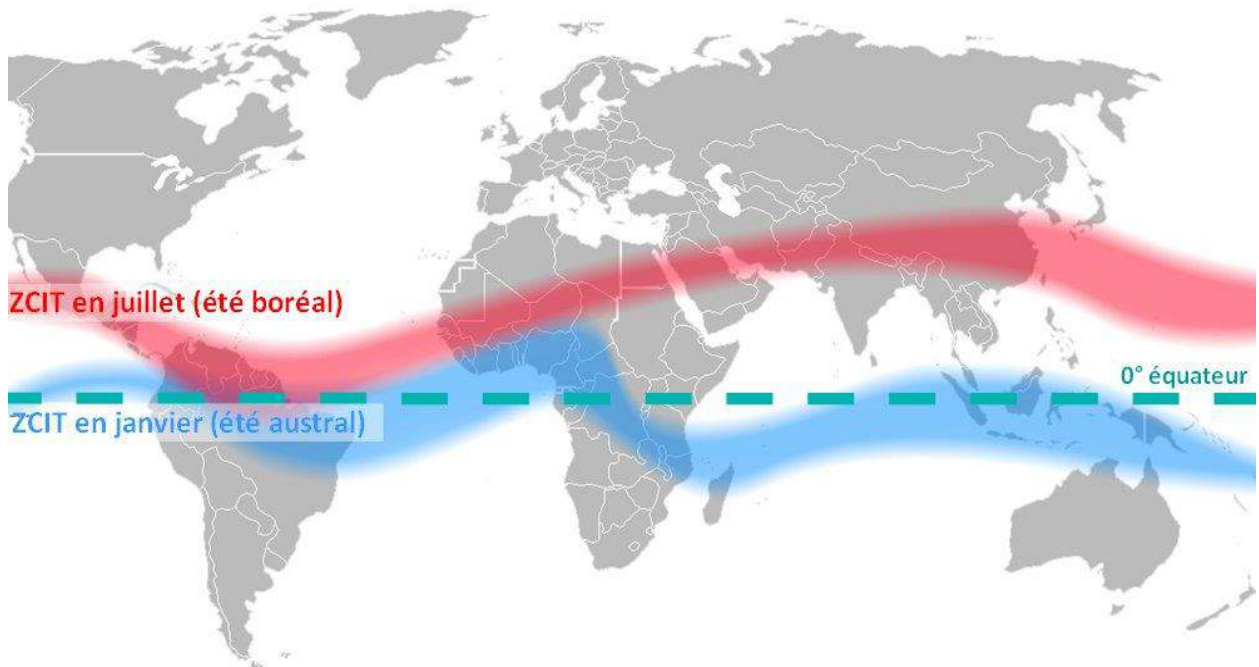 ZCIT en juillet (été boréal)
0° équateur
ZCIT en janvier (été austral)